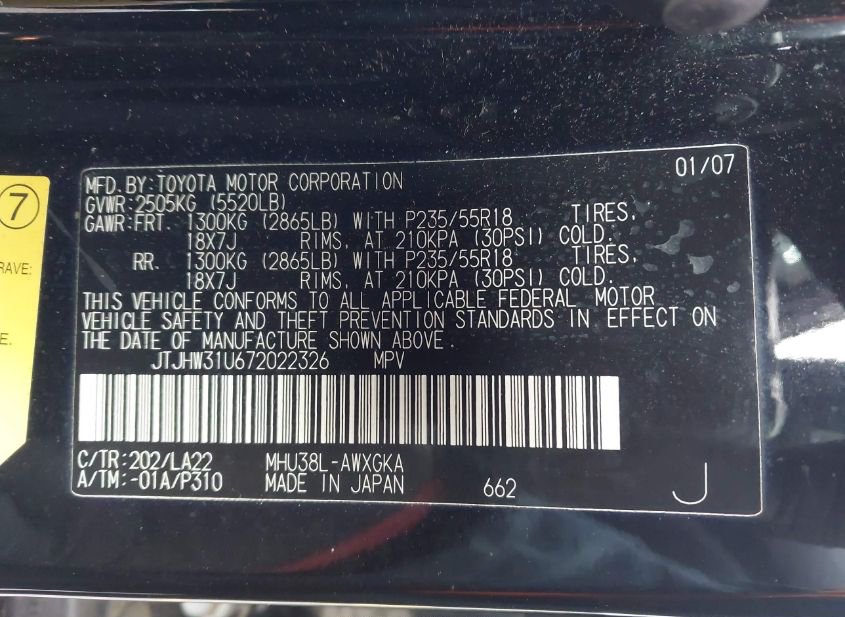 01/07
MFD. BY: TOYOTA MOTOR CORPORATION
GVWR: 2505KG (5520LB)
GAWR: FRT. 1300KG (2865LB) WITH P235/55R18 TIRES,
18X7J RIMS, AT 210KPA (30PSI) COLD.
RR. 1300KG (2865LB) WITH P235/55R18 TIRES,
18X7J RIMS, AT 210KPA (30PSI) COLD.
THIS VEHICLE CONFORMS TO ALL APPLICABLE FEDERAL MOTOR
VEHICLE SAFETY AND THEFT PREVENTION STANDARDS IN EFFECT ON
THE DATE OF MANUFACTURE SHOWN ABOVE.
JTJHW31U672022326 MPV
C/TR: 202/LA22 MHU38L-AWXGKA
A/TM: -01A/P310 MADE IN JAPAN 662 J
7
RAVE:
E.